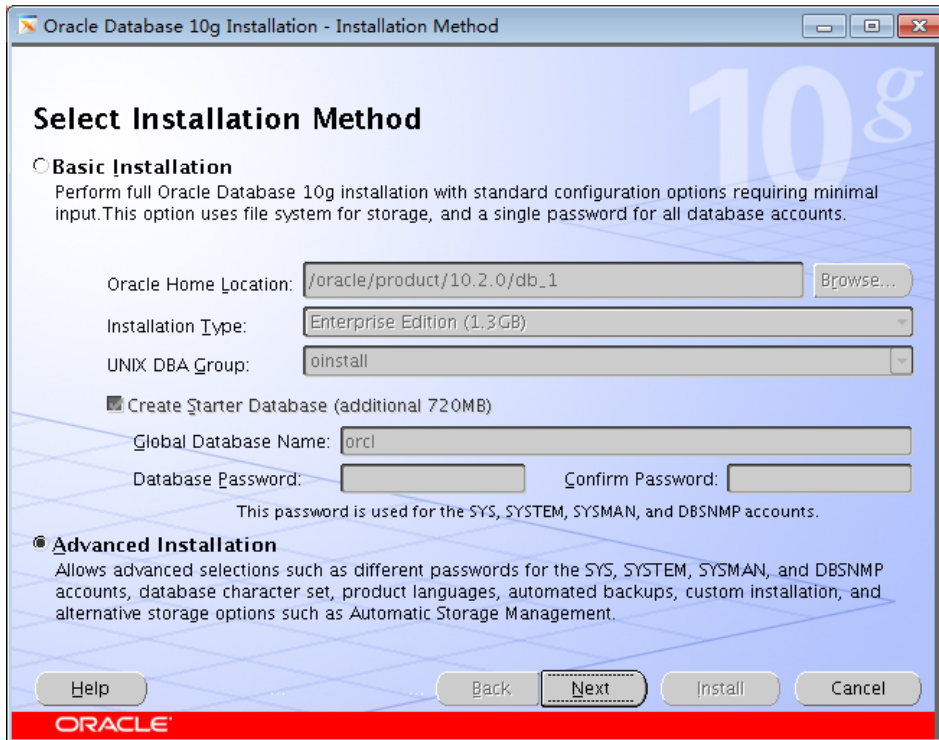 Oracle Database 10g Installation - Installation Method
10g
Select Installation Method
Basic Installation
Perform full Oracle Database 10g installation with standard configuration options requiring minimal
input.This option uses file system for storage, and a single password for all database accounts.
Oracle Home Location: /oracle/product/10.2.0/db_1 Browse...
Installation Type: Enterprise Edition (1.3GB)
UNIX DBA Group: oinstall
Create Starter Database (additional 720MB)
Global Database Name: orcl
Database Password: Confirm Password:
This password is used for the SYS, SYSTEM, SYSMAN, and DBSNMP accounts.
Advanced Installation
Allows advanced selections such as different passwords for the SYS, SYSTEM, SYSMAN, and DBSNMP
accounts, database character set, product languages, automated backups, custom installation, and
alternative storage options such as Automatic Storage Management.
Help Back Next Install Cancel
ORACLE